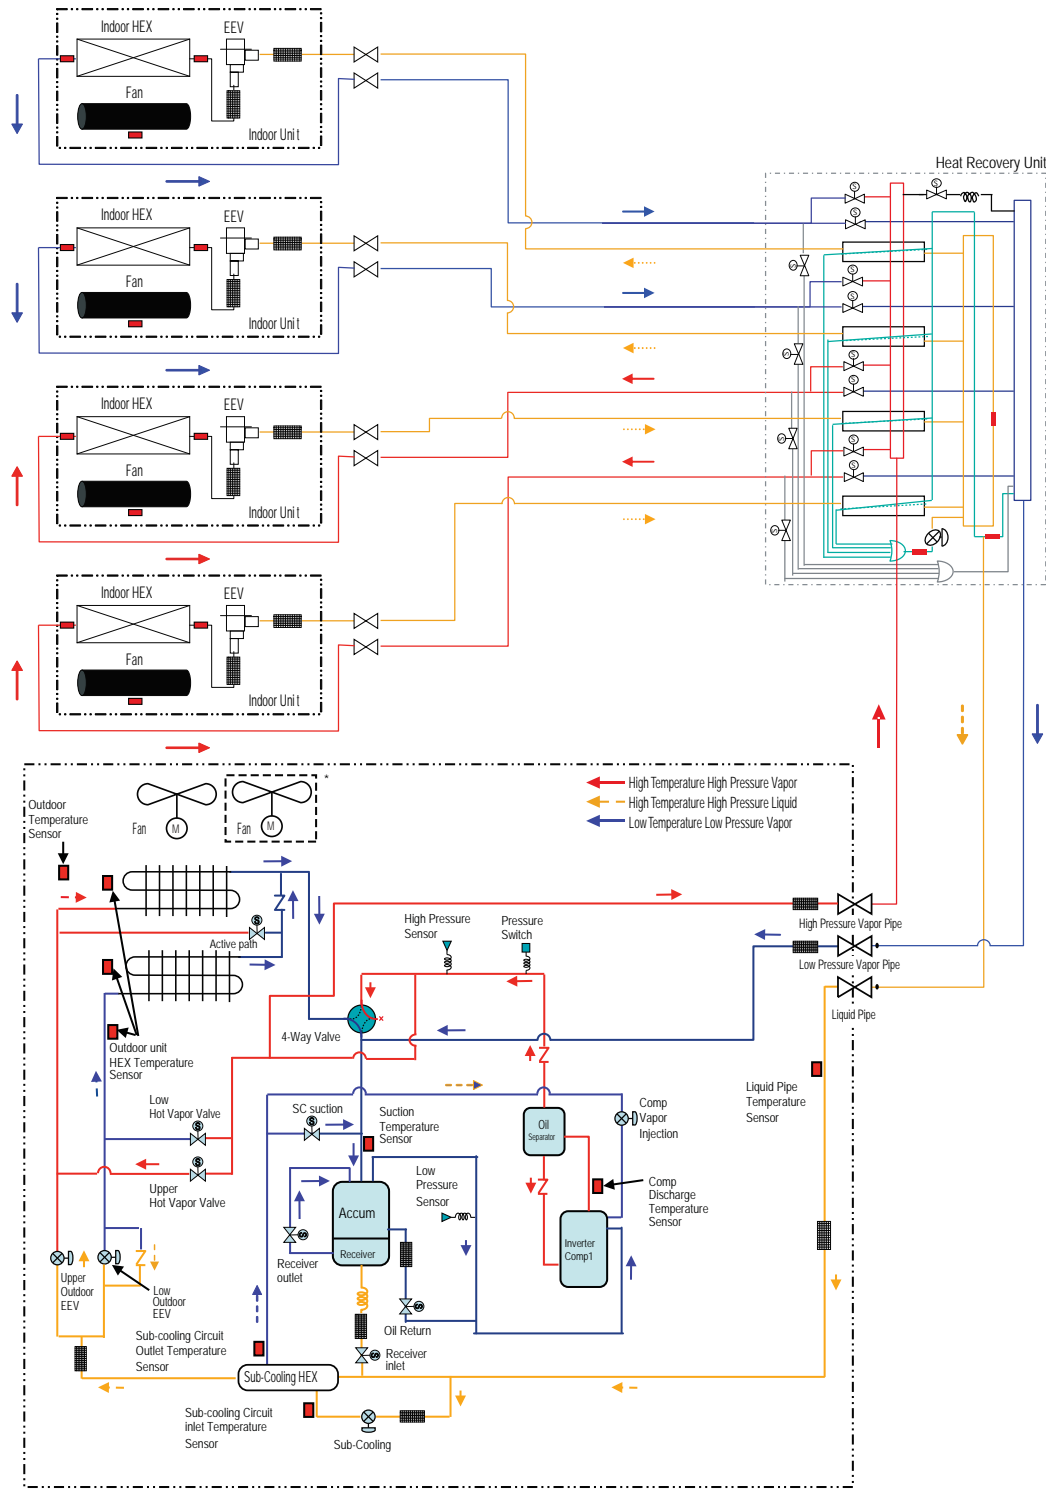 Indoor HEX
EEV
Fan
Indoor Unit
Indoor HEX
EEV
Fan
Indoor Unit
Indoor HEX
EEV
Fan
Indoor Unit
Indoor HEX
EEV
Fan
Indoor Unit
Heat Recovery Unit
S
S
S
S
S
S
S
S
S
S
S
S
S
High Temperature High Pressure Vapor
High Temperature High Pressure Liquid
Low Temperature Low Pressure Vapor
Outdoor
Temperature
Sensor
Fan
M
Fan
M
*
S
Active path
High Pressure
Sensor
Pressure
Switch
High Pressure Vapor Pipe
Low Pressure Vapor Pipe
Liquid Pipe
4-Way Valve
Outdoor unit
HEX Temperature
Sensor
Low
Hot Vapor Valve
S
S
Upper
Hot Vapor Valve
SC suction
S
Suction
Temperature
Sensor
Oil
Separator
Comp
Vapor
Injection
Liquid Pipe
Temperature
Sensor
Low
Pressure
Sensor
Comp
Discharge
Temperature
Sensor
Accum
Receiver
Inverter
Comp1
S
Receiver
outlet
Upper
Outdoor
EEV
Low
Outdoor
EEV
S
Oil Return
Sub-cooling Circuit
Outlet Temperature
Sensor
S
Receiver
inlet
Sub-Cooling HEX
Sub-cooling Circuit
inlet Temperature
Sensor
Sub-Cooling